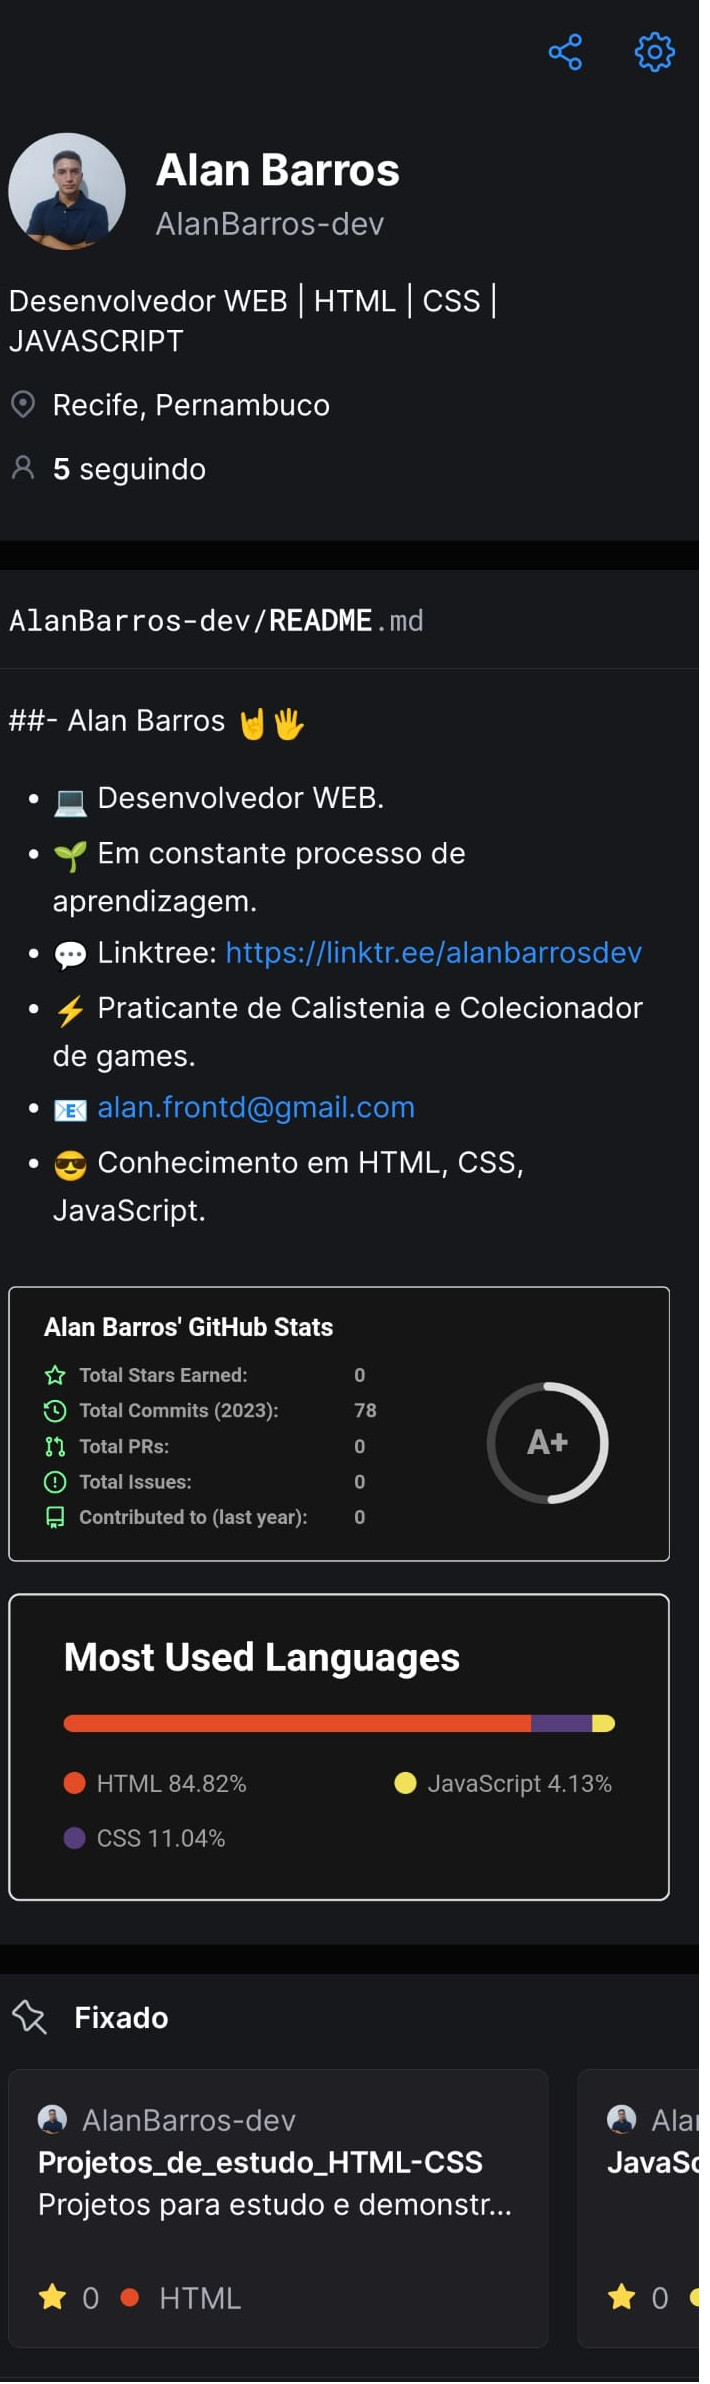 Alan Barros
AlanBarros-dev
Desenvolvedor WEB | HTML | CSS |
JAVASCRIPT
Recife, Pernambuco
5 seguindo
AlanBarros-dev/README.md
##- Alan Barros 🤘🖐
• 💻 Desenvolvedor WEB.
• 🌱 Em constante processo de
aprendizagem.
• 💬 Linktree: https://linktr.ee/alanbarrosdev
• ⚡ Praticante de Calistenia e Colecionador
de games.
• 📧 alan.frontd@gmail.com
• 😎 Conhecimento em HTML, CSS,
JavaScript.
Alan Barros' GitHub Stats
Total Stars Earned: 0
Total Commits (2023): 78
Total PRs: 0
Total Issues: 0
Contributed to (last year): 0
A+
Most Used Languages
HTML 84.82% JavaScript 4.13%
CSS 11.04%
Fixado
AlanBarros-dev
Projetos_de_estudo_HTML-CSS
Projetos para estudo e demonstr...
0 HTML
0